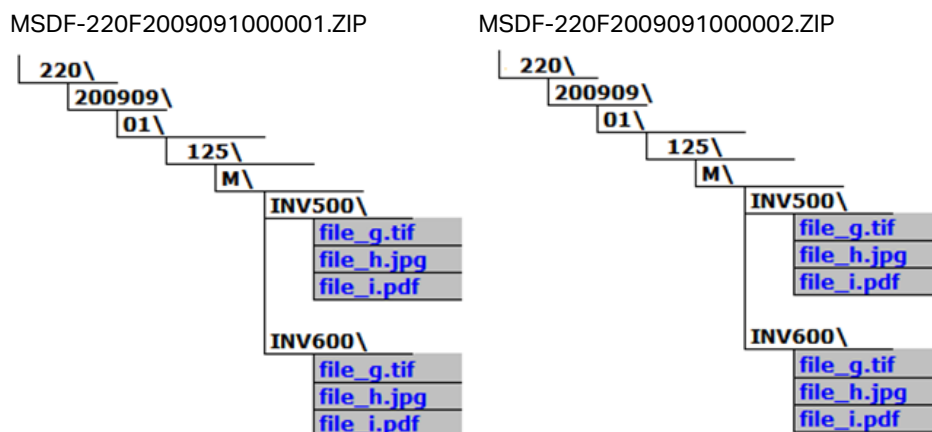 MSDF-220F2009091000001.ZIP
220\
200909\
01\
125\
M\
INV500\
file_g.tif
file_h.jpg
file_i.pdf
INV600\
file_g.tif
file_h.jpg
file_i.pdf
MSDF-220F2009091000002.ZIP
220\
200909\
01\
125\
M\
INV500\
file_g.tif
file_h.jpg
file_i.pdf
INV600\
file_g.tif
file_h.jpg
file_i.pdf